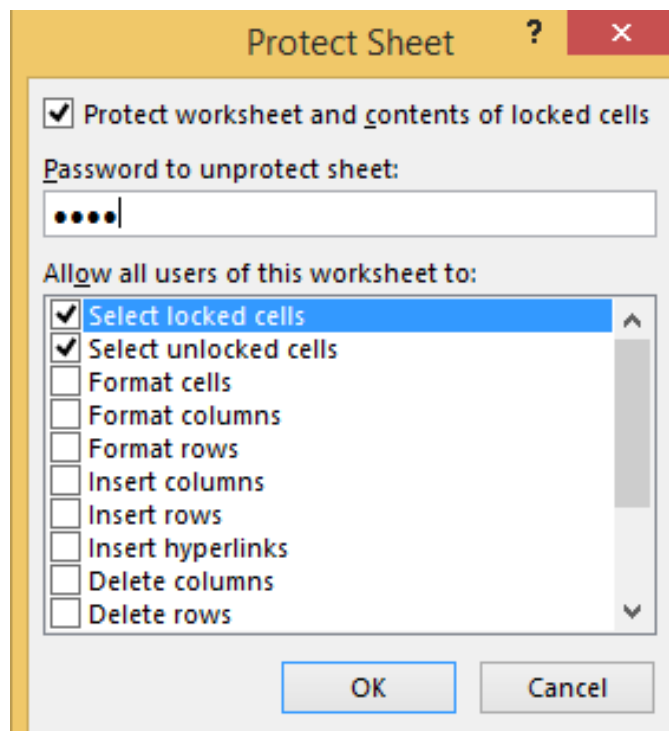 Protect Sheet ?
Protect worksheet and contents of locked cells
Password to unprotect sheet:
••••
Allow all users of this worksheet to:
Select locked cells
Select unlocked cells
Format cells
Format columns
Format rows
Insert columns
Insert rows
Insert hyperlinks
Delete columns
Delete rows
OK Cancel